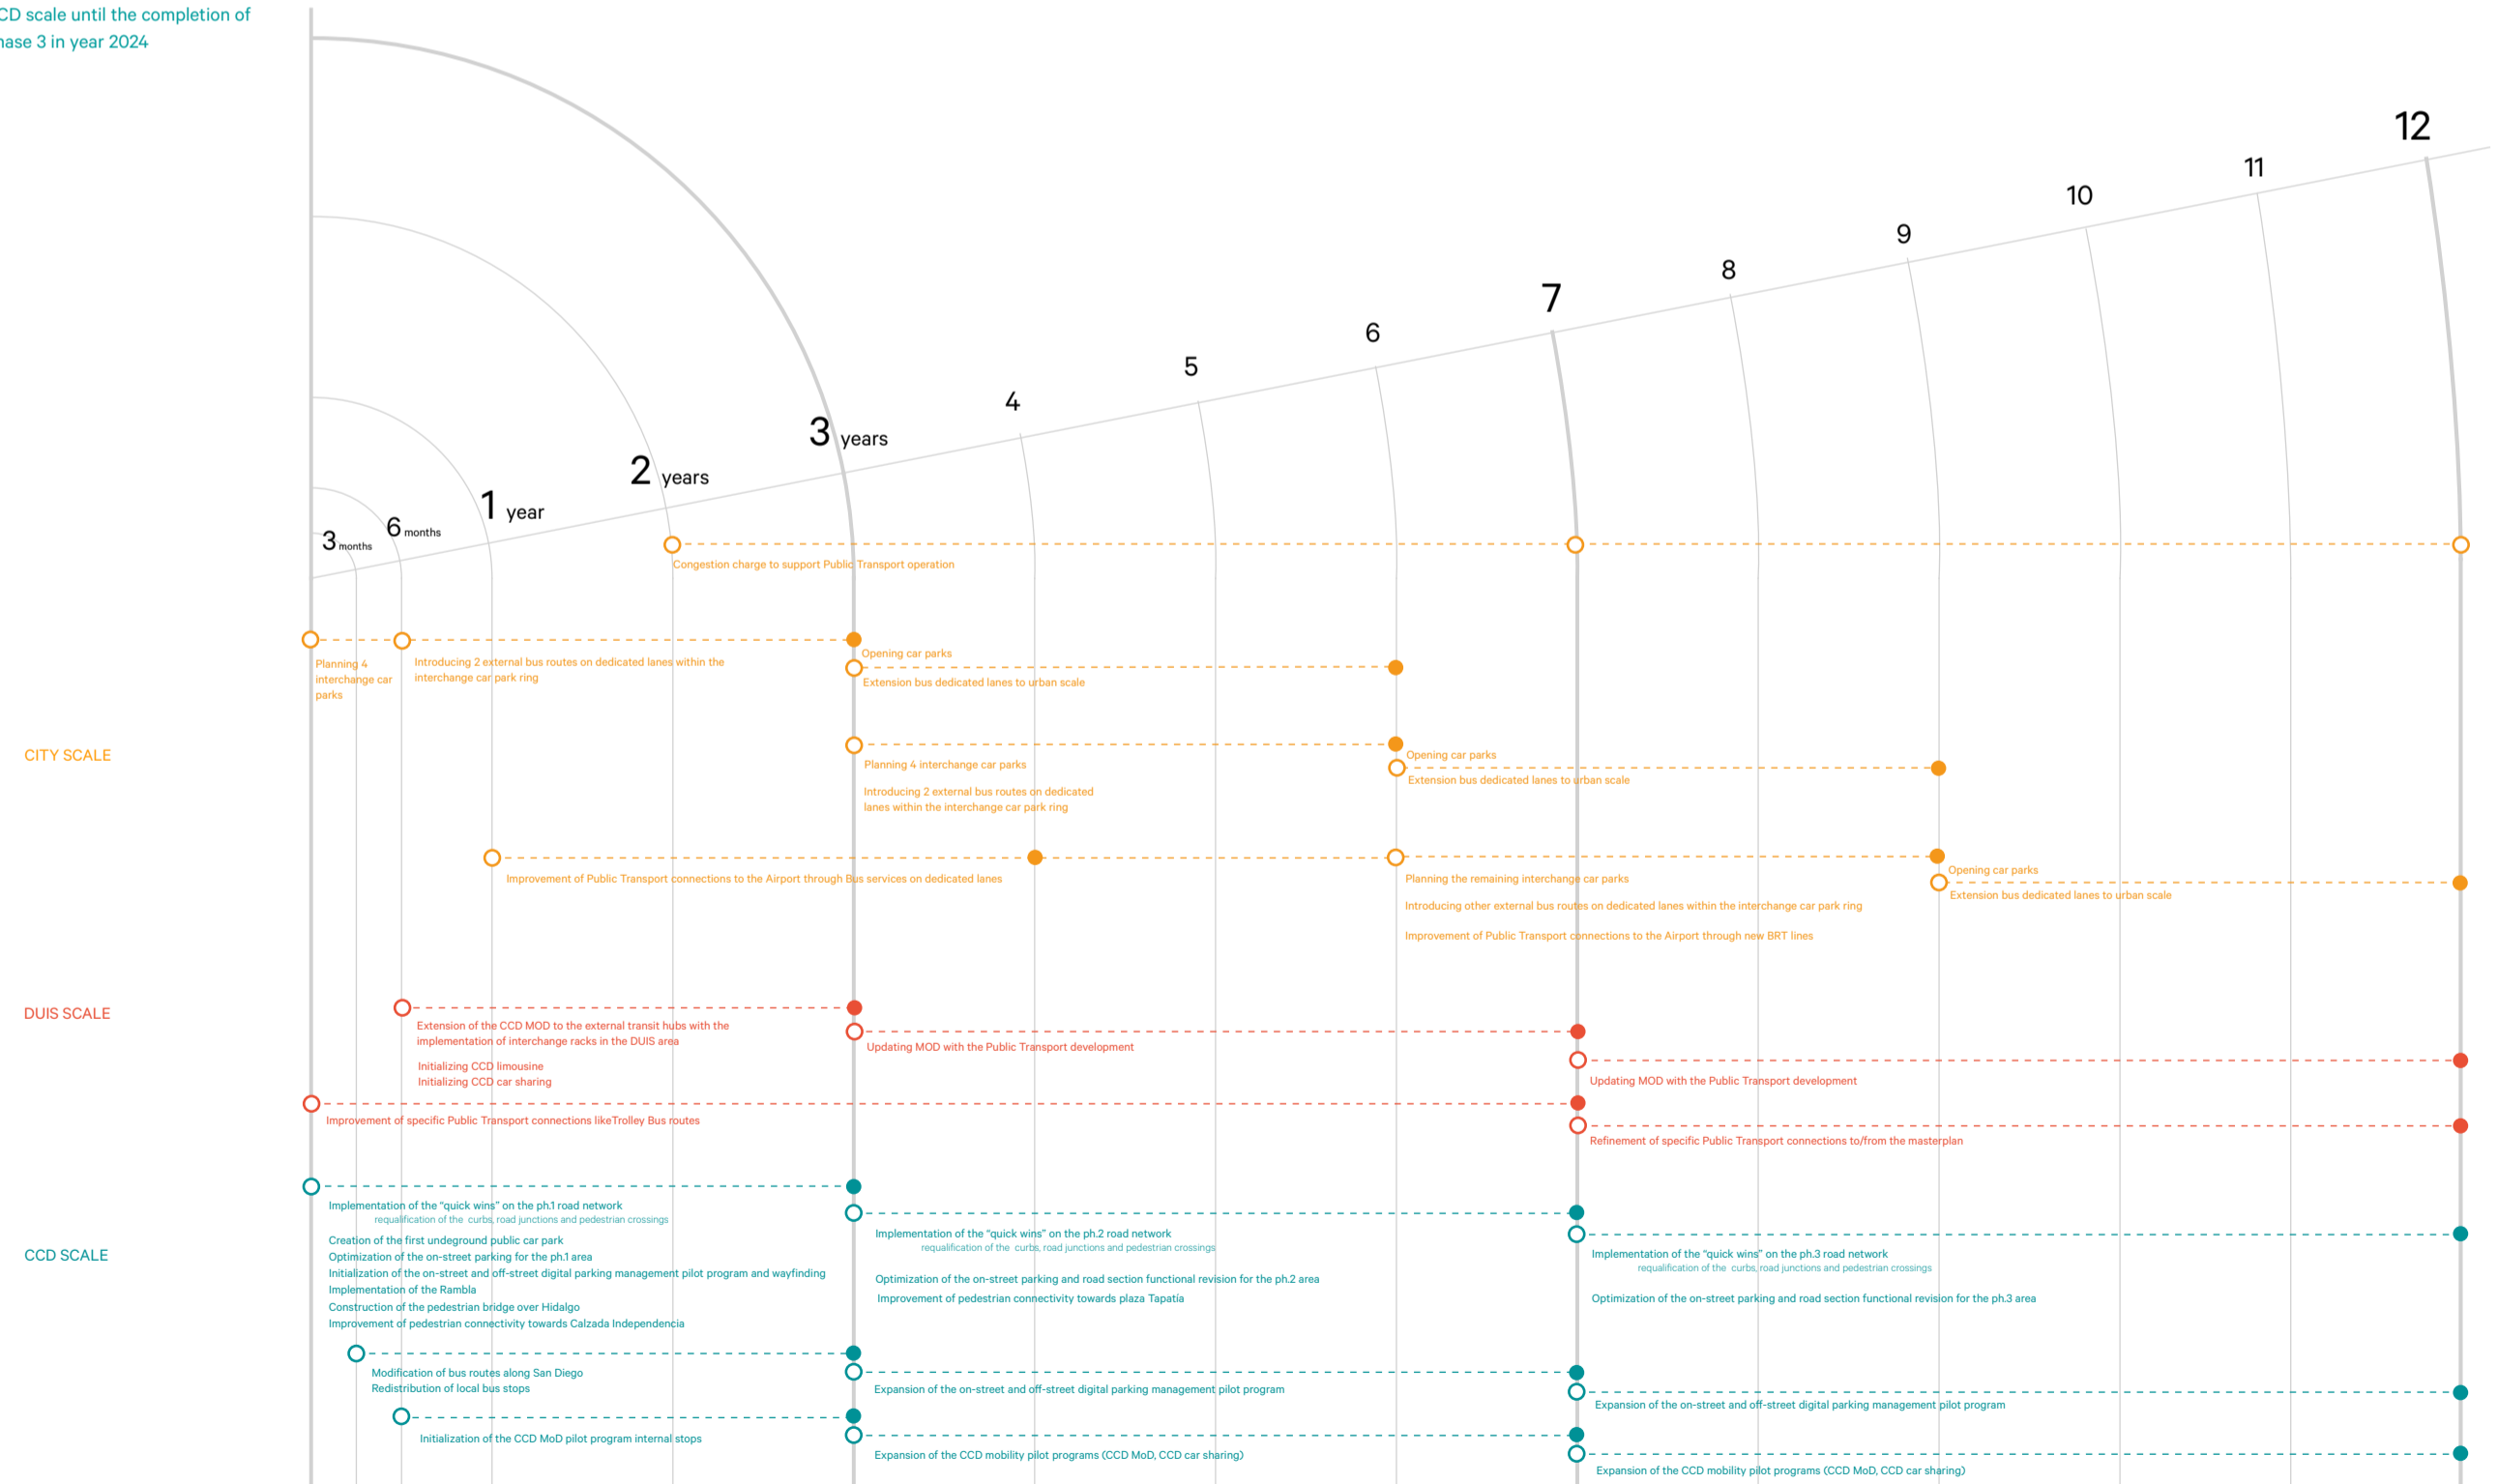 CD scale until the completion of
hase 3 in year 2024
12
11
10
9
8
7
6
5
4
3 years
2 years
1 year
6 months
3 months
Congestion charge to support Public Transport operation
Planning 4
interchange car
parks
Introducing 2 external bus routes on dedicated lanes within the
interchange car park ring
Opening car parks
Extension bus dedicated lanes to urban scale
CITY SCALE
Planning 4 interchange car parks
Introducing 2 external bus routes on dedicated
lanes within the interchange car park ring
Opening car parks
Extension bus dedicated lanes to urban scale
Improvement of Public Transport connections to the Airport through Bus services on dedicated lanes
Planning the remaining interchange car parks
Introducing other external bus routes on dedicated lanes within the interchange car park ring
Improvement of Public Transport connections to the Airport through new BRT lines
Opening car parks
Extension bus dedicated lanes to urban scale
DUIS SCALE
Extension of the CCD MOD to the external transit hubs with the
implementation of interchange racks in the DUIS area
Initializing CCD limousine
Initializing CCD car sharing
Updating MOD with the Public Transport development
Updating MOD with the Public Transport development
Improvement of specific Public Transport connections likeTrolley Bus routes
Refinement of specific Public Transport connections to/from the masterplan
CCD SCALE
Implementation of the “quick wins” on the ph.1 road network
requalification of the curbs, road junctions and pedestrian crossings
Creation of the first undeground public car park
Optimization of the on-street parking for the ph.1 area
Initialization of the on-street and off-street digital parking management pilot program and wayfinding
Implementation of the Rambla
Construction of the pedestrian bridge over Hidalgo
Improvement of pedestrian connectivity towards Calzada Independencia
Implementation of the “quick wins” on the ph.2 road network
requalification of the curbs, road junctions and pedestrian crossings
Optimization of the on-street parking and road section functional revision for the ph.2 area
Improvement of pedestrian connectivity towards plaza Tapatía
Implementation of the “quick wins” on the ph.3 road network
requalification of the curbs, road junctions and pedestrian crossings
Optimization of the on-street parking and road section functional revision for the ph.3 area
Modification of bus routes along San Diego
Redistribution of local bus stops
Expansion of the on-street and off-street digital parking management pilot program
Expansion of the on-street and off-street digital parking management pilot program
Initialization of the CCD MoD pilot program internal stops
Expansion of the CCD mobility pilot programs (CCD MoD, CCD car sharing)
Expansion of the CCD mobility pilot programs (CCD MoD, CCD car sharing)